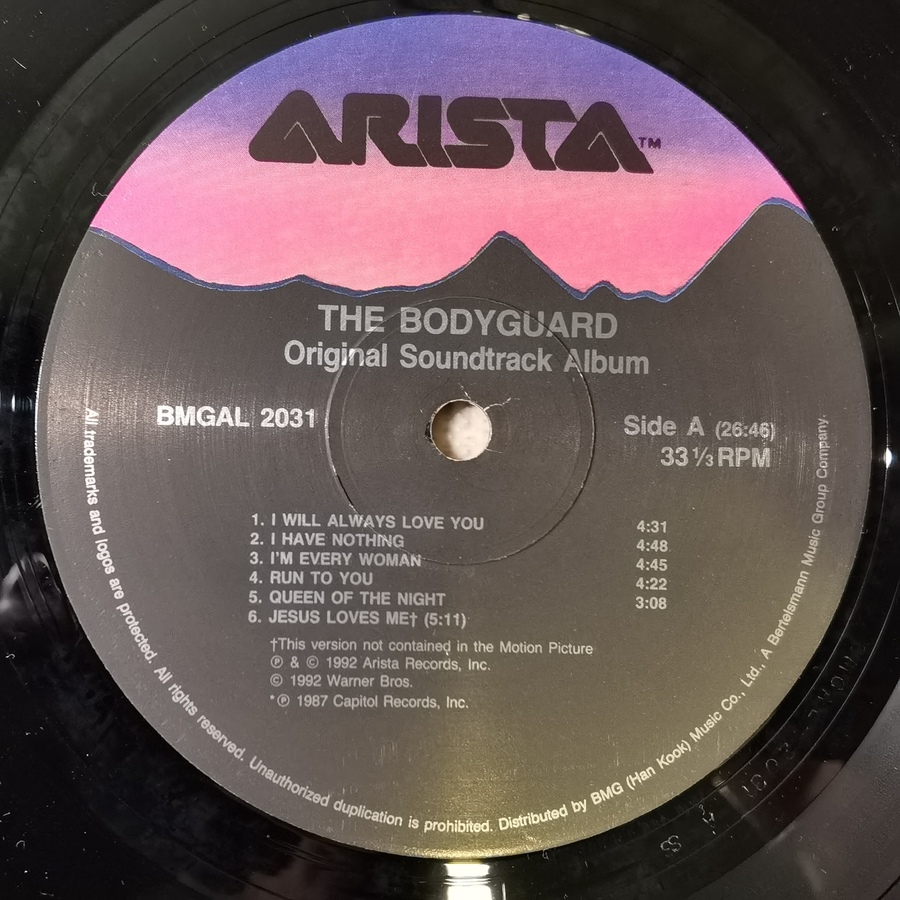 ARISTA™
THE BODYGUARD
Original Soundtrack Album
BMGAL 2031
Side A (26:46)
33 ⅓ RPM
1. I WILL ALWAYS LOVE YOU 4:31
2. I HAVE NOTHING 4:48
3. I'M EVERY WOMAN 4:45
4. RUN TO YOU 4:22
5. QUEEN OF THE NIGHT 3:08
6. JESUS LOVES ME† (5:11)
†This version not contained in the Motion Picture
℗ & © 1992 Arista Records, Inc.
© 1992 Warner Bros.
*℗ 1987 Capitol Records, Inc.
All trademarks and logos are protected. All rights reserved. Unauthorized duplication is prohibited. Distributed by BMG (Han Kook) Music Co., Ltd., A Bertelsmann Music Group Company.